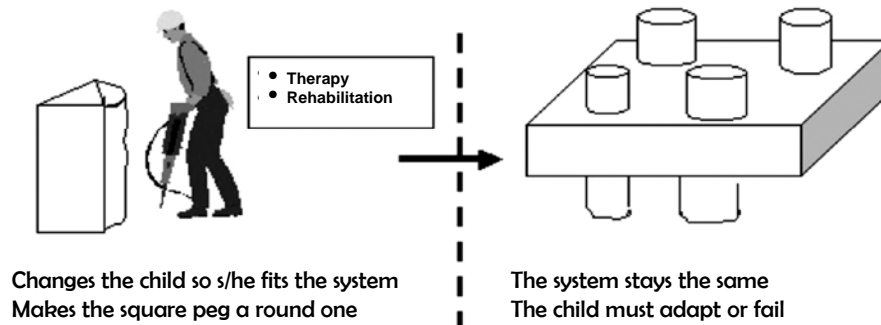 • Therapy
• Rehabilitation
Changes the child so s/he fits the system
Makes the square peg a round one
The system stays the same
The child must adapt or fail